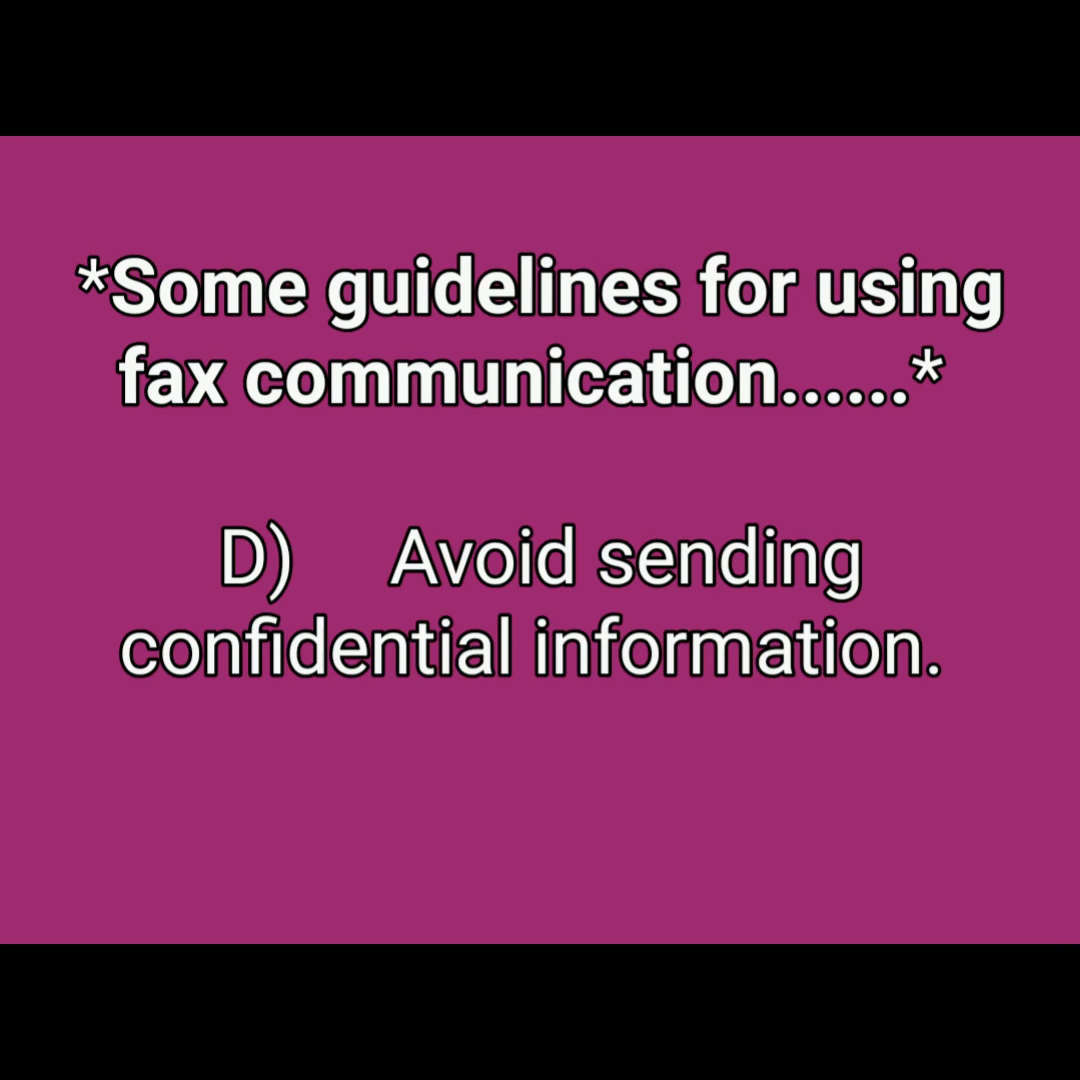 *Some guidelines for using
fax communication......*
D) Avoid sending
confidential information.